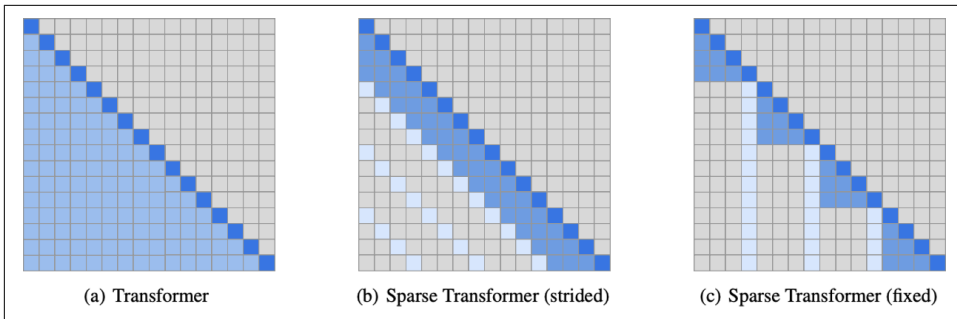 (a) Transformer
(b) Sparse Transformer (strided)
(c) Sparse Transformer (fixed)